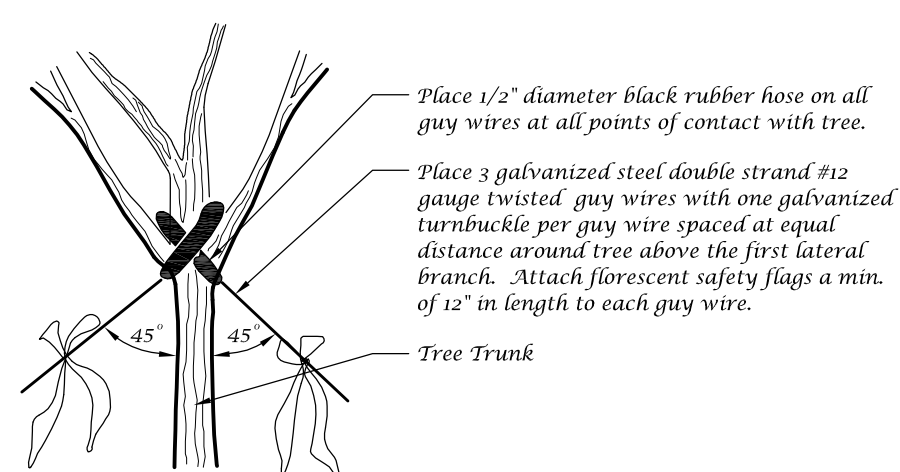 Place 1/2" diameter black rubber hose on all
guy wires at all points of contact with tree.
Place 3 galvanized steel double strand #12
gauge twisted guy wires with one galvanized
turnbuckle per guy wire spaced at equal
distance around tree above the first lateral
branch. Attach florescent safety flags a min.
of 12" in length to each guy wire.
45° 45°
Tree Trunk